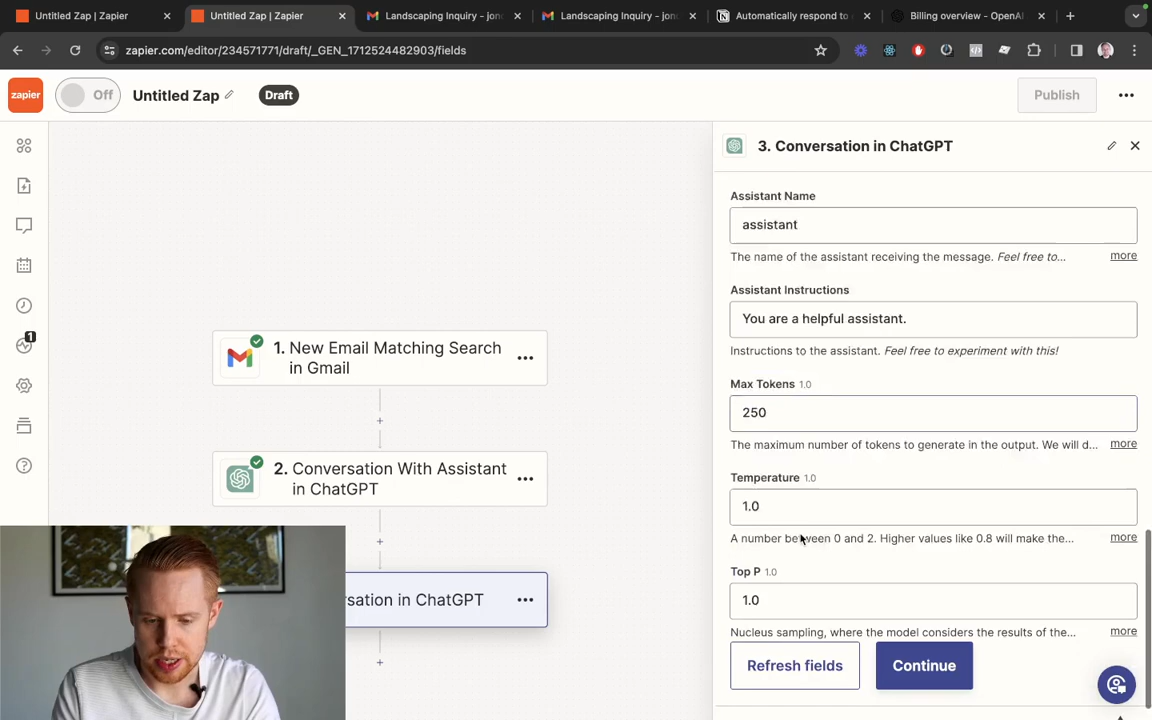 Untitled Zap | Zapier
Untitled Zap | Zapier
Landscaping Inquiry - jond
Landscaping Inquiry - jond
Automatically respond to
Billing overview - OpenAI
zapier.com/editor/234571771/draft/_GEN_1712524482903/fields
zapier
Off
Untitled Zap
Draft
Publish
1
3. Conversation in ChatGPT
Assistant Name
assistant
The name of the assistant receiving the message. Feel free to...
more
Assistant Instructions
You are a helpful assistant.
Instructions to the assistant. Feel free to experiment with this!
Max Tokens 1.0
250
The maximum number of tokens to generate in the output. We will d...
more
Temperature 1.0
1.0
A number between 0 and 2. Higher values like 0.8 will make the...
more
Top P 1.0
1.0
Nucleus sampling, where the model considers the results of the...
more
Refresh fields
Continue
1. New Email Matching Search
in Gmail
2. Conversation With Assistant
in ChatGPT
sation in ChatGPT